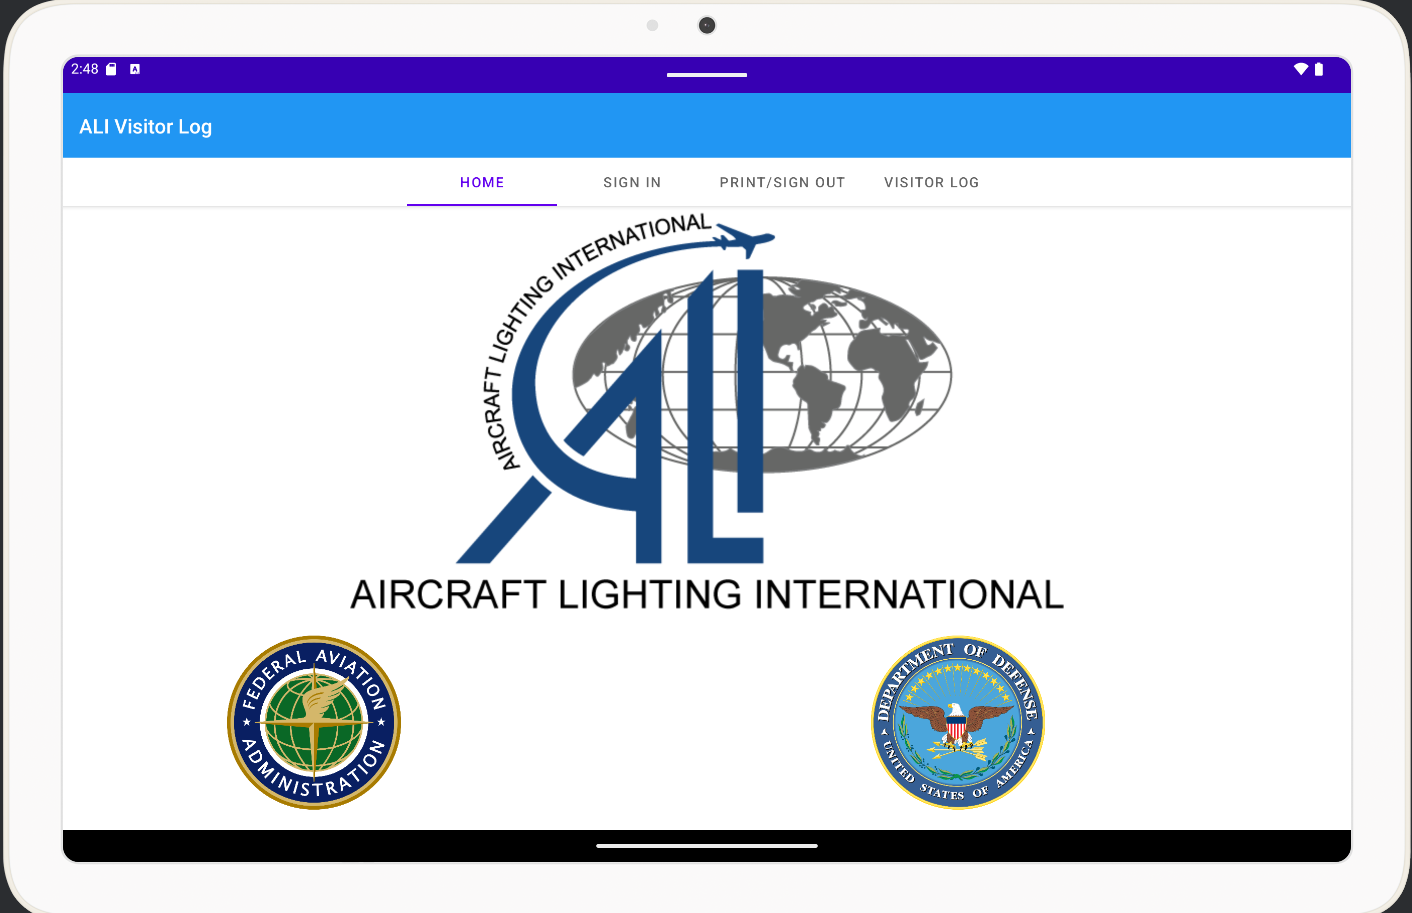 2:48
ALI Visitor Log
HOME
SIGN IN
PRINT/SIGN OUT
VISITOR LOG
AIRCRAFT LIGHTING INTERNATIONAL
ALI
AIRCRAFT LIGHTING INTERNATIONAL
FEDERAL AVIATION
ADMINISTRATION
DEPARTMENT OF DEFENSE
UNITED STATES OF AMERICA